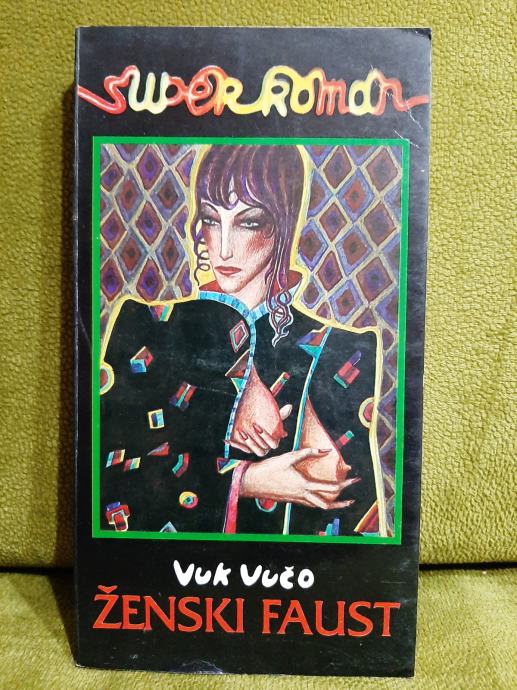 super roman
Vuk Vučo
ŽENSKI FAUST